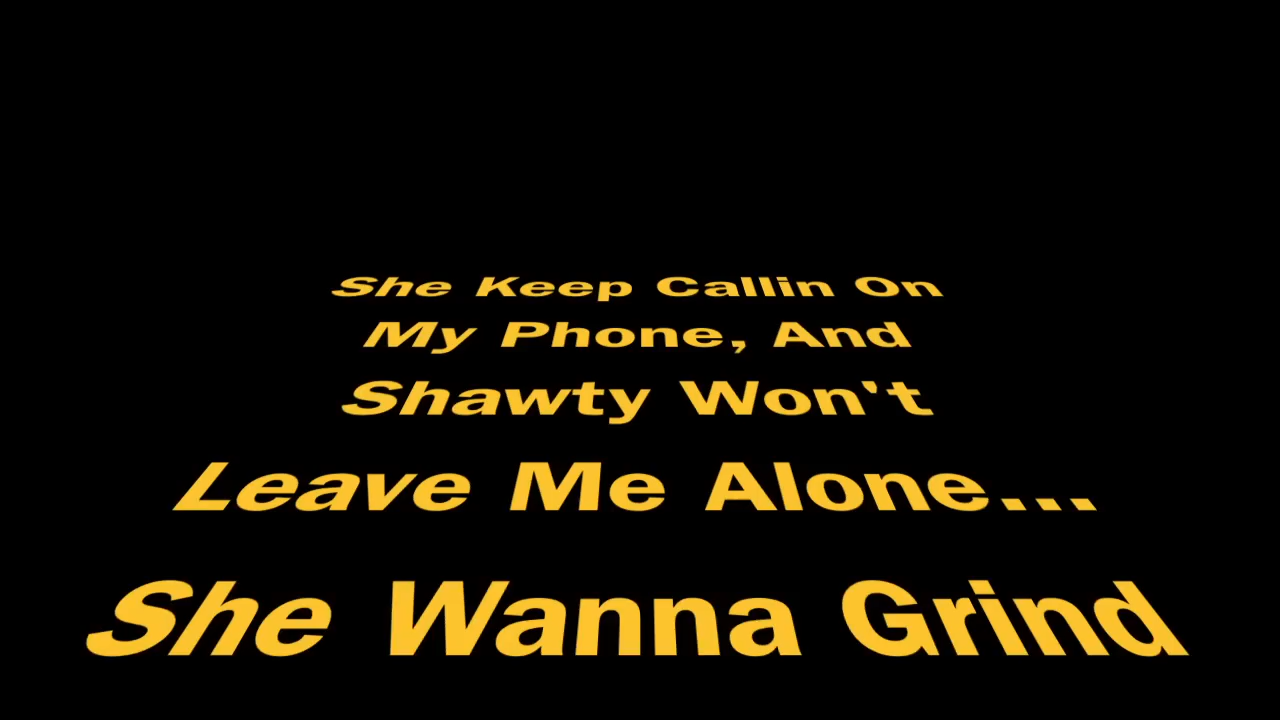 She Keep Callin On
My Phone, And
Shawty Won't
Leave Me Alone...
She Wanna Grind